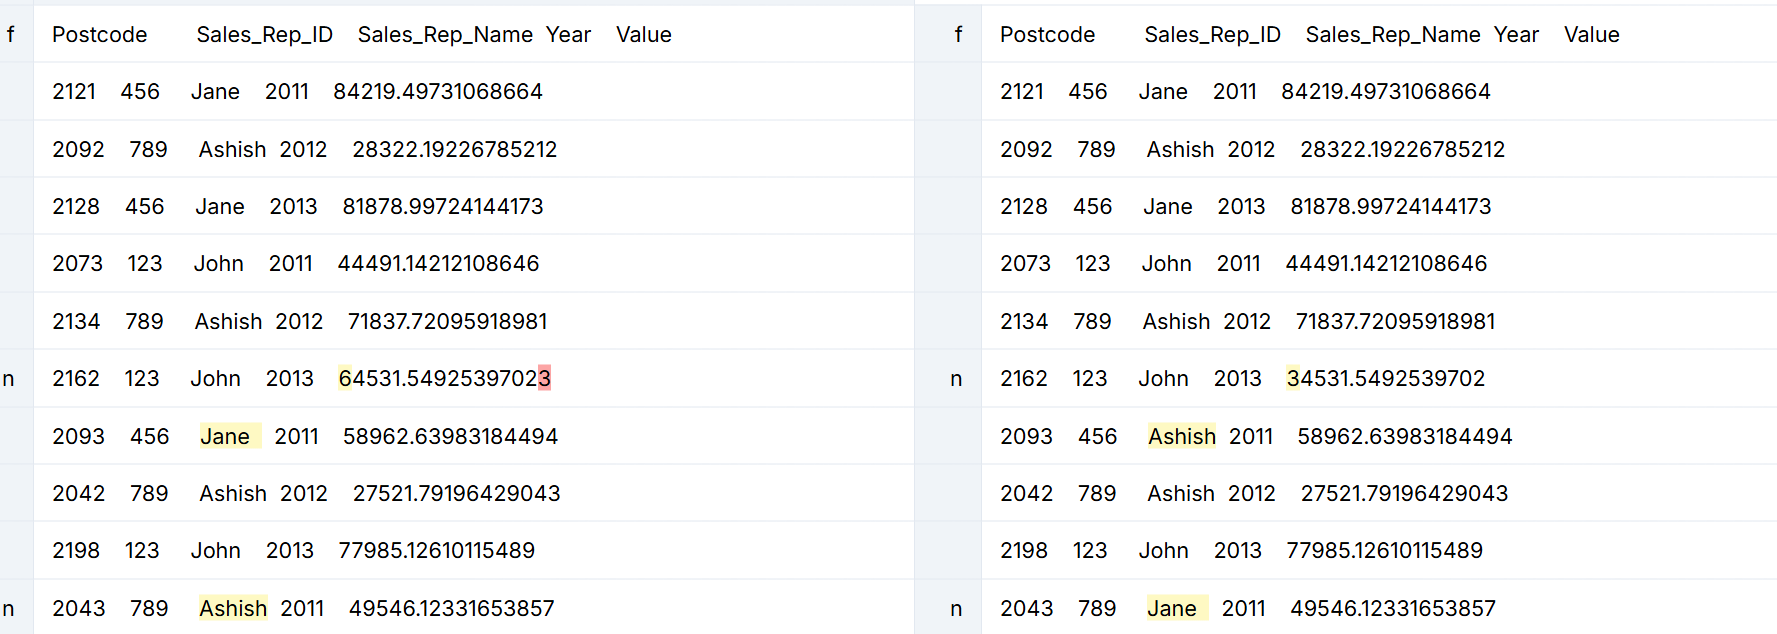 f Postcode Sales_Rep_ID Sales_Rep_Name Year Value f Postcode Sales_Rep_ID Sales_Rep_Name Year Value
2121 456 Jane 2011 84219.49731068664 2121 456 Jane 2011 84219.49731068664
2092 789 Ashish 2012 28322.19226785212 2092 789 Ashish 2012 28322.19226785212
2128 456 Jane 2013 81878.99724144173 2128 456 Jane 2013 81878.99724144173
2073 123 John 2011 44491.14212108646 2073 123 John 2011 44491.14212108646
2134 789 Ashish 2012 71837.72095918981 2134 789 Ashish 2012 71837.72095918981
n 2162 123 John 2013 64531.54925397023 n 2162 123 John 2013 34531.5492539702
2093 456 Jane 2011 58962.63983184494 2093 456 Ashish 2011 58962.63983184494
2042 789 Ashish 2012 27521.79196429043 2042 789 Ashish 2012 27521.79196429043
2198 123 John 2013 77985.12610115489 2198 123 John 2013 77985.12610115489
n 2043 789 Ashish 2011 49546.12331653857 n 2043 789 Jane 2011 49546.12331653857